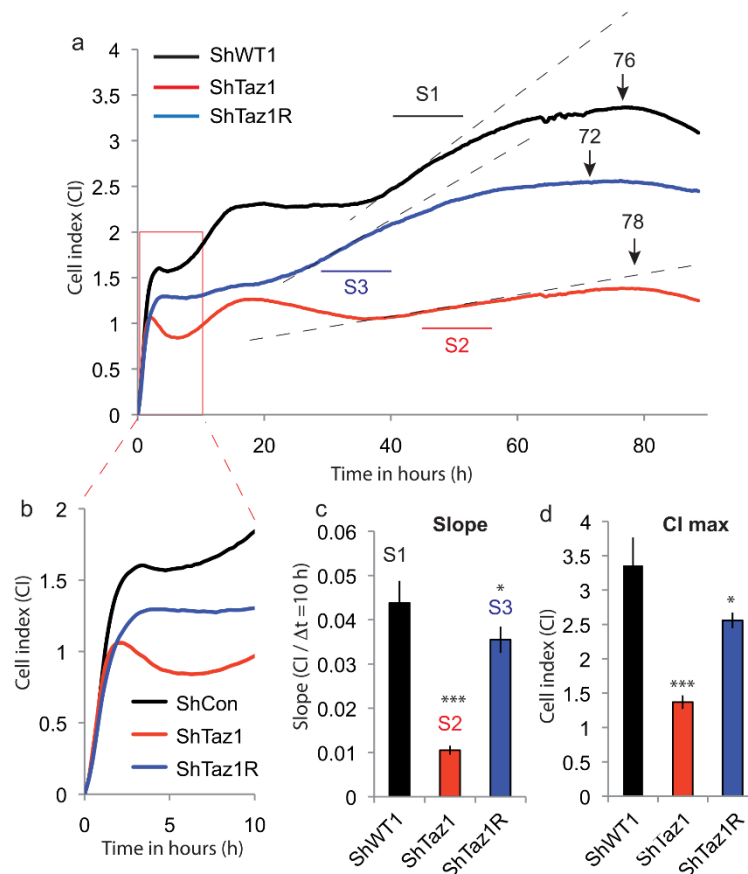 a
ShWT1
ShTaz1
ShTaz1R
Cell index (CI)
4
3.5
3
2.5
2
1.5
1
0.5
0
S1
S3
S2
76
72
78
0 20 40 60 80
Time in hours (h)
b
Cell index (CI)
2
1.5
1
0.5
0
ShCon
ShTaz1
ShTaz1R
0 5 10
Time in hours (h)
c Slope
Slope (CI / Δt =10 h)
0.06
0.05
0.04
0.03
0.02
0.01
0
S1
***
S2
*
S3
ShWT1 ShTaz1 ShTaz1R
d CI max
Cell index (CI)
4
3.5
3
2.5
2
1.5
1
0.5
0
***
*
ShWT1 ShTaz1 ShTaz1R